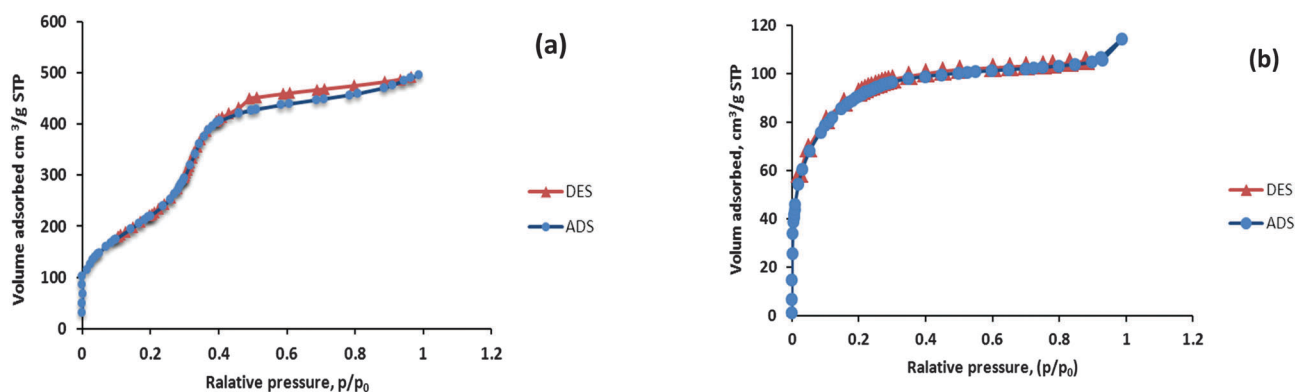 (a)
Volume adsorbed cm³/g STP
600
500
400
300
200
100
0
0
0.2
0.4
0.6
0.8
1
1.2
Ralative pressure, p/p₀
DES
ADS
(b)
Volum adsorbed, cm³/g STP
120
100
80
60
40
20
0
0
0.2
0.4
0.6
0.8
1
1.2
Ralative pressure, (p/p₀)
DES
ADS